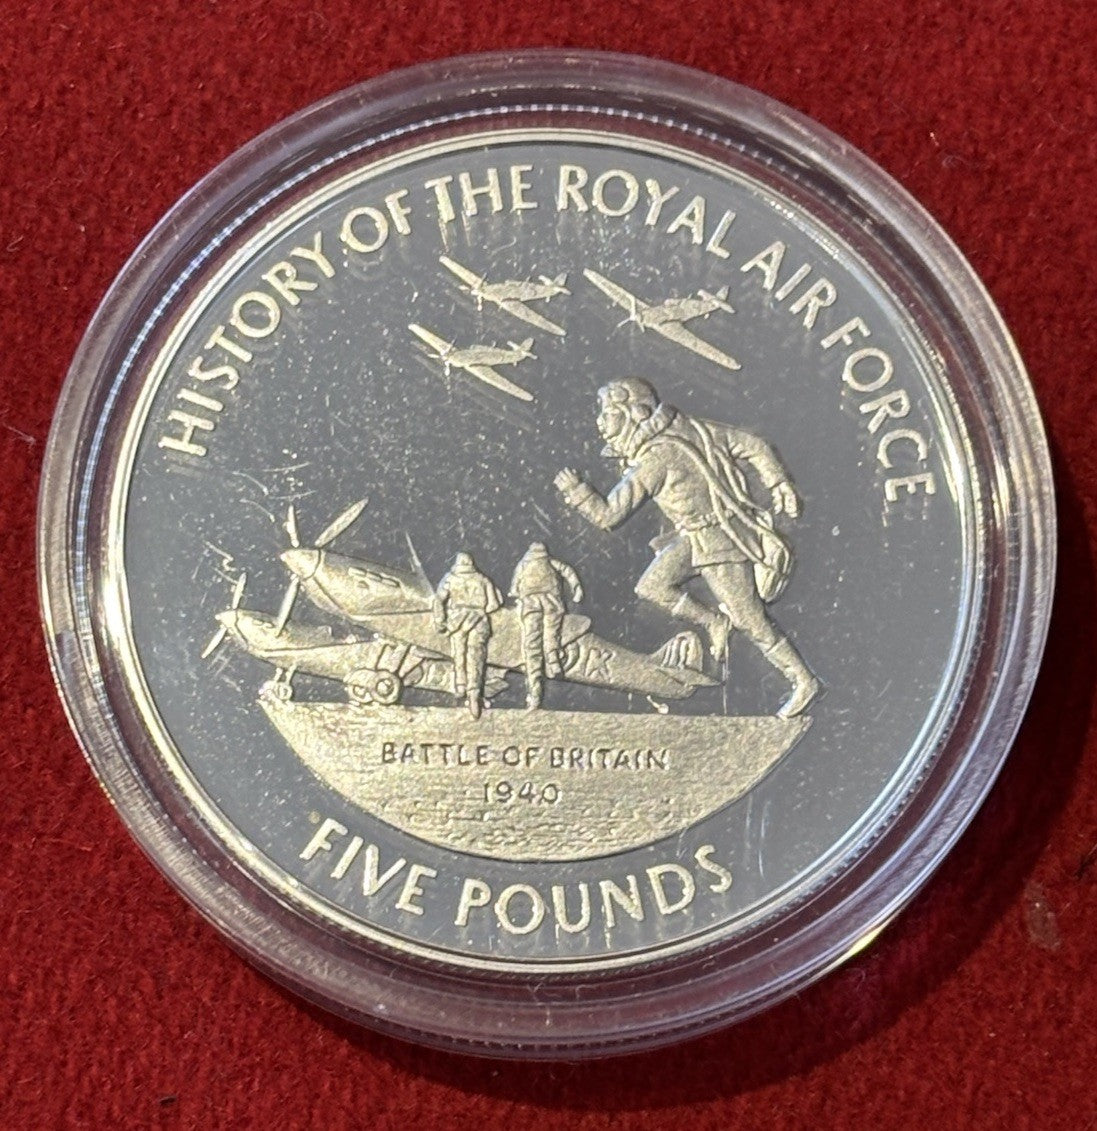 HISTORY OF THE ROYAL AIR FORCE
K
BATTLE OF BRITAIN
1940
FIVE POUNDS